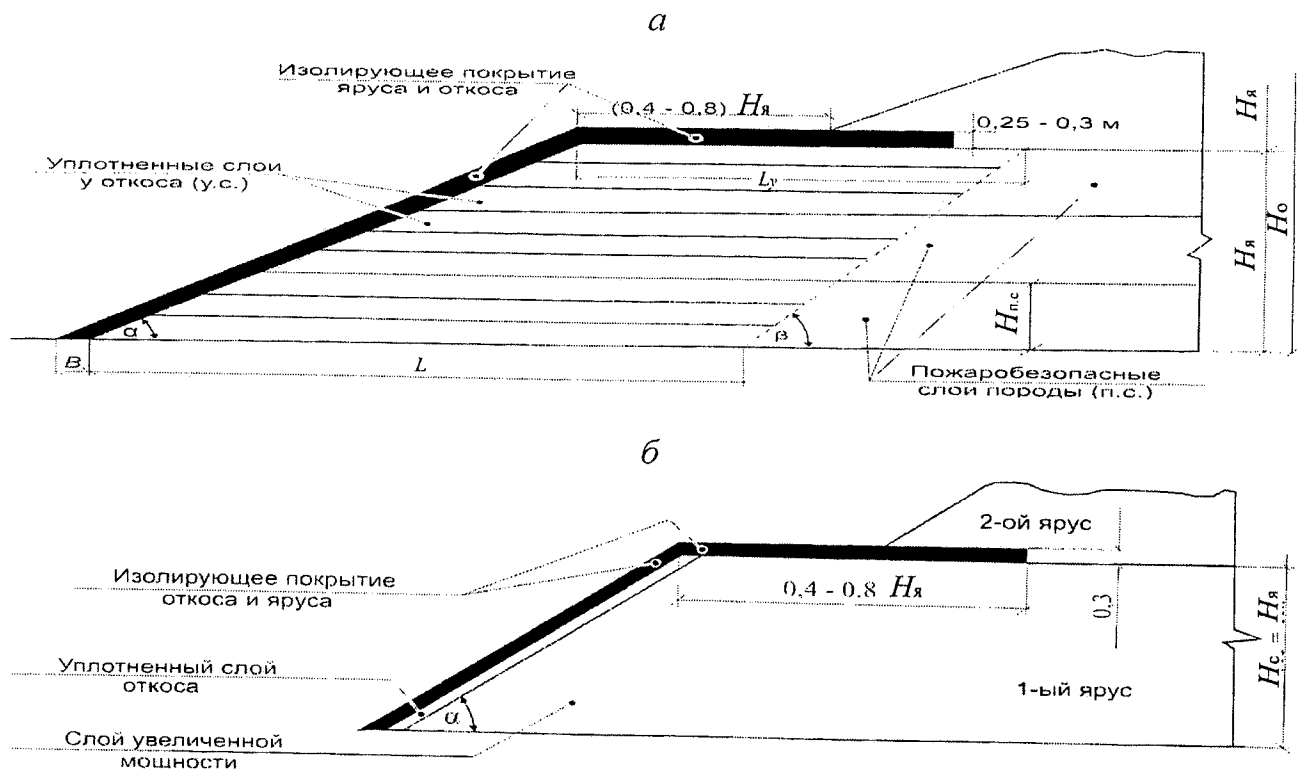 а
Изолирующее покрытие
яруса и откоса
(0,4 - 0,8) Hя
0,25 - 0,3 м
Hя
Уплотненные слои
у откоса (у.с.)
Lу
Hя
Hо
Hп.с
α
β
B
L
Пожаробезопасные
слои породы (п.с.)
б
2-ой ярус
Изолирующее покрытие
откоса и яруса
0,4 - 0.8 Hя
0,3
Hс = Hя
Уплотненный слой
откоса
α
1-ый ярус
Слой увеличенной
мощности